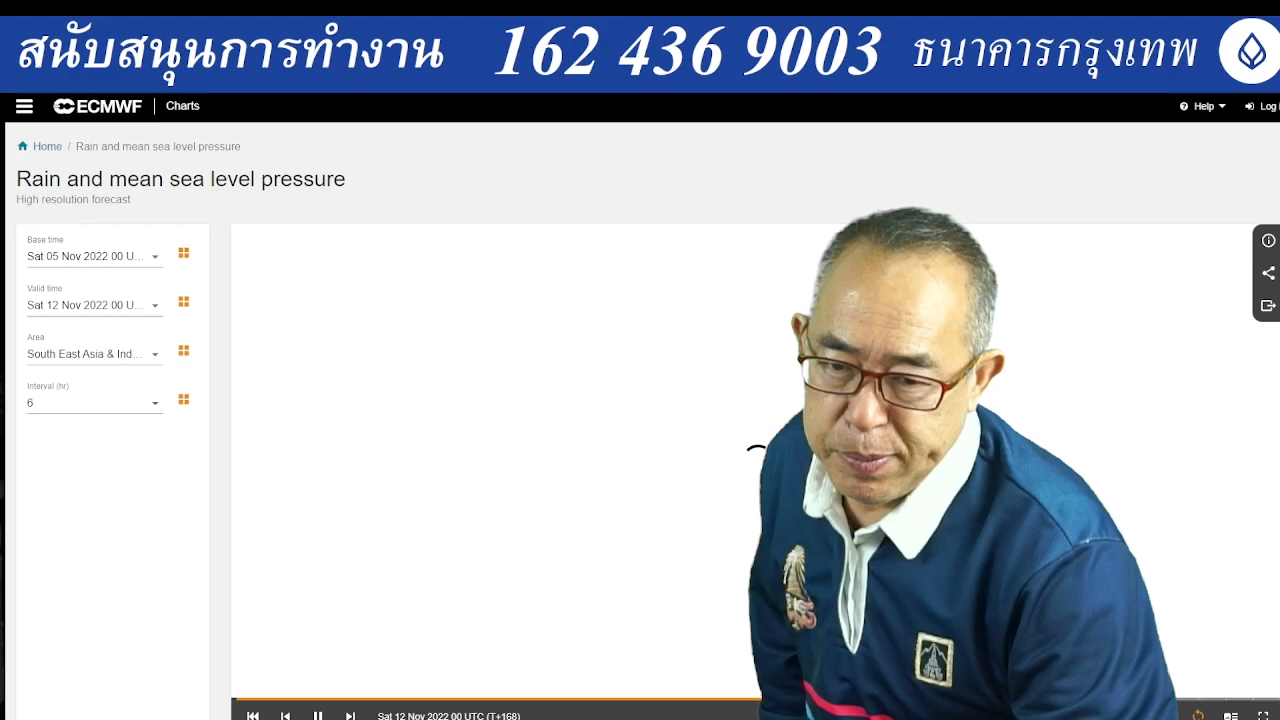 สนับสนุนการทำงาน 162 436 9003 ธนาคารกรุงเทพ
ECMWF Charts Help Log
Home / Rain and mean sea level pressure
Rain and mean sea level pressure
High resolution forecast
Base time
Sat 05 Nov 2022 00 U...
Valid time
Sat 12 Nov 2022 00 U...
Area
South East Asia & Ind...
Interval (hr)
6
Sat 12 Nov 2022 00 UTC (T+168)